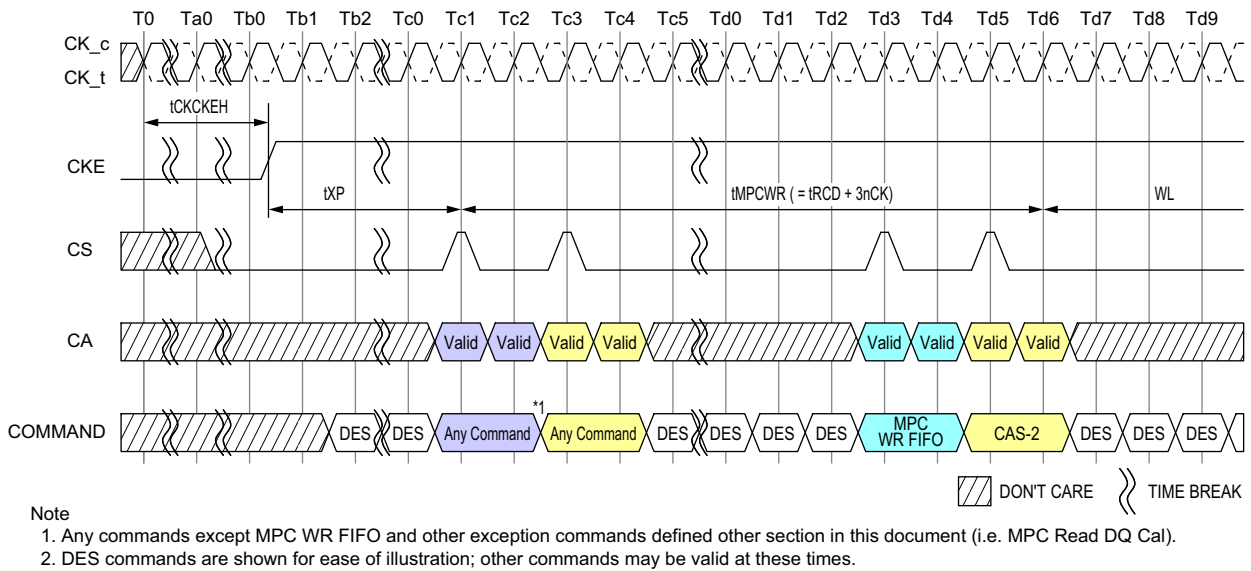 T0 Ta0 Tb0 Tb1 Tb2 Tc0 Tc1 Tc2 Tc3 Tc4 Tc5 Td0 Td1 Td2 Td3 Td4 Td5 Td6 Td7 Td8 Td9
CK_c
CK_t
tCKCKEH
CKE
tXP
tMPCWR ( = tRCD + 3nCK)
WL
CS
CA Valid Valid Valid Valid Valid Valid Valid Valid
*1
COMMAND DES DES Any Command Any Command DES DES DES DES MPC WR FIFO CAS-2 DES DES DES
DON'T CARE TIME BREAK
Note
1. Any commands except MPC WR FIFO and other exception commands defined other section in this document (i.e. MPC Read DQ Cal).
2. DES commands are shown for ease of illustration; other commands may be valid at these times.